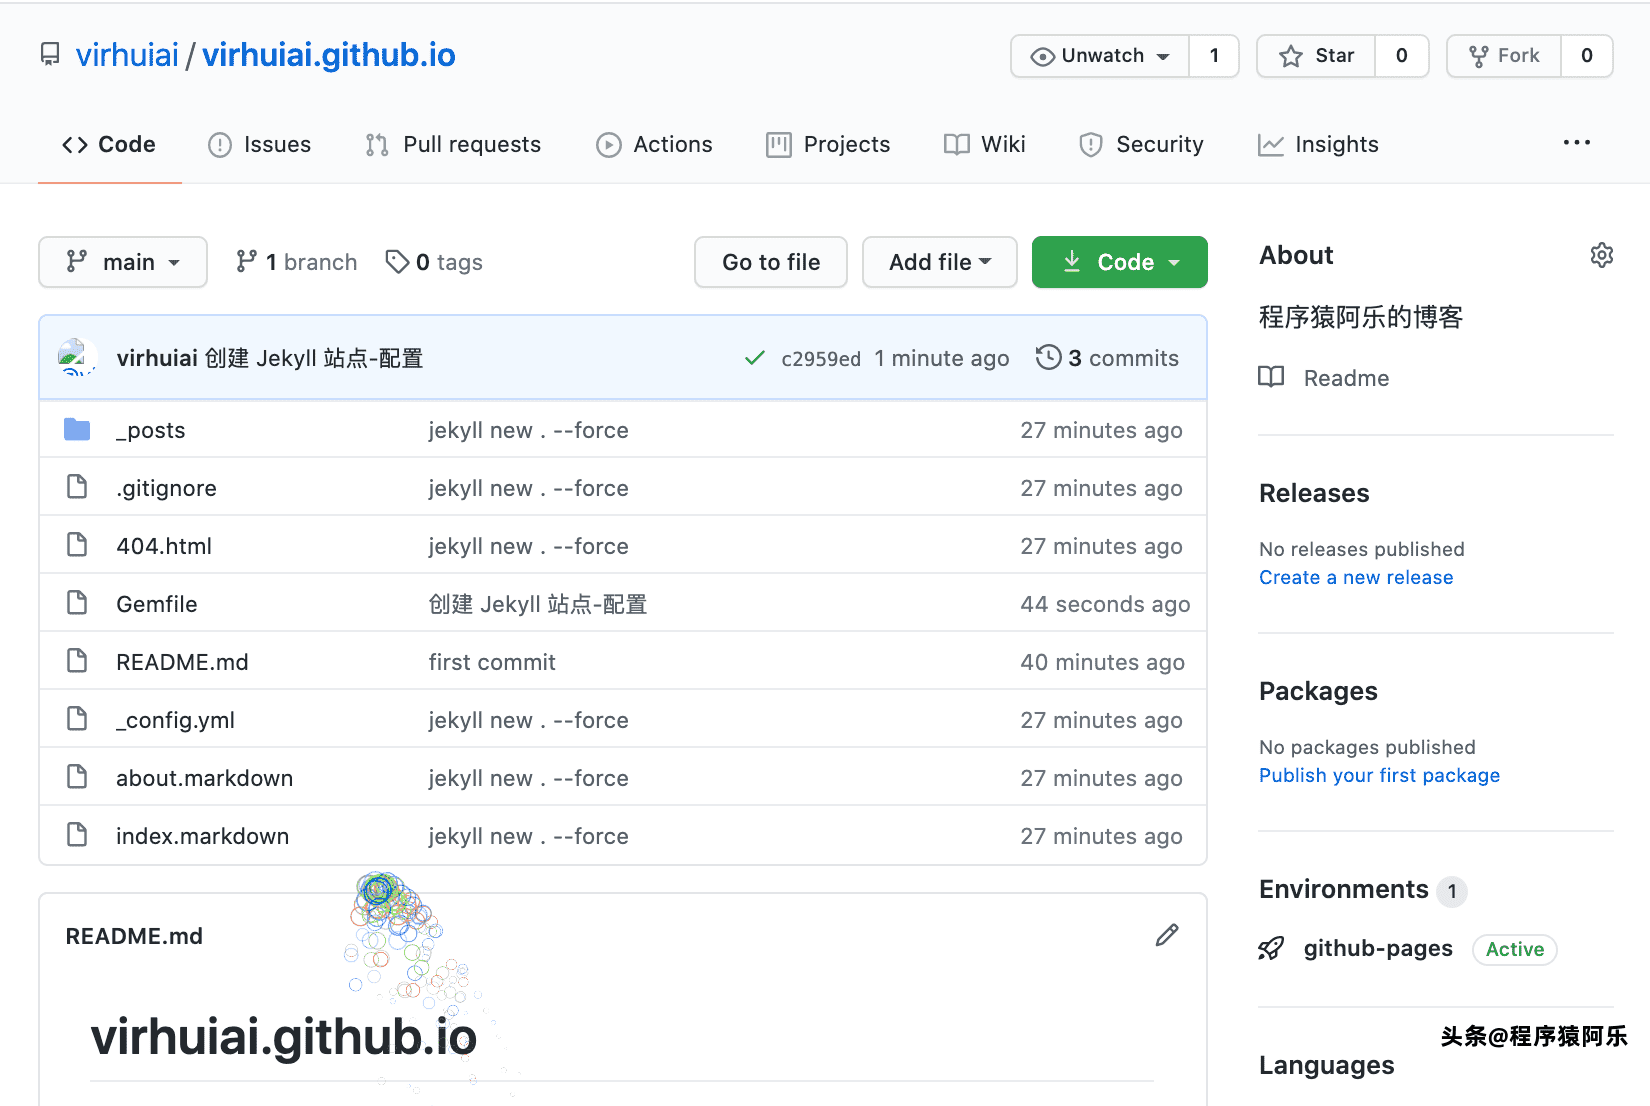 virhuiai / virhuiai.github.io
Unwatch 1 Star 0 Fork 0
Code Issues Pull requests Actions Projects Wiki Security Insights
main 1 branch 0 tags Go to file Add file Code
virhuiai 创建 Jekyll 站点-配置 c2959ed 1 minute ago 3 commits
_posts jekyll new . --force 27 minutes ago
.gitignore jekyll new . --force 27 minutes ago
404.html jekyll new . --force 27 minutes ago
Gemfile 创建 Jekyll 站点-配置 44 seconds ago
README.md first commit 40 minutes ago
_config.yml jekyll new . --force 27 minutes ago
about.markdown jekyll new . --force 27 minutes ago
index.markdown jekyll new . --force 27 minutes ago
README.md
virhuiai.github.io
About
程序猿阿乐的博客
Readme
Releases
No releases published
Create a new release
Packages
No packages published
Publish your first package
Environments 1
github-pages Active
头条@程序猿阿乐
Languages